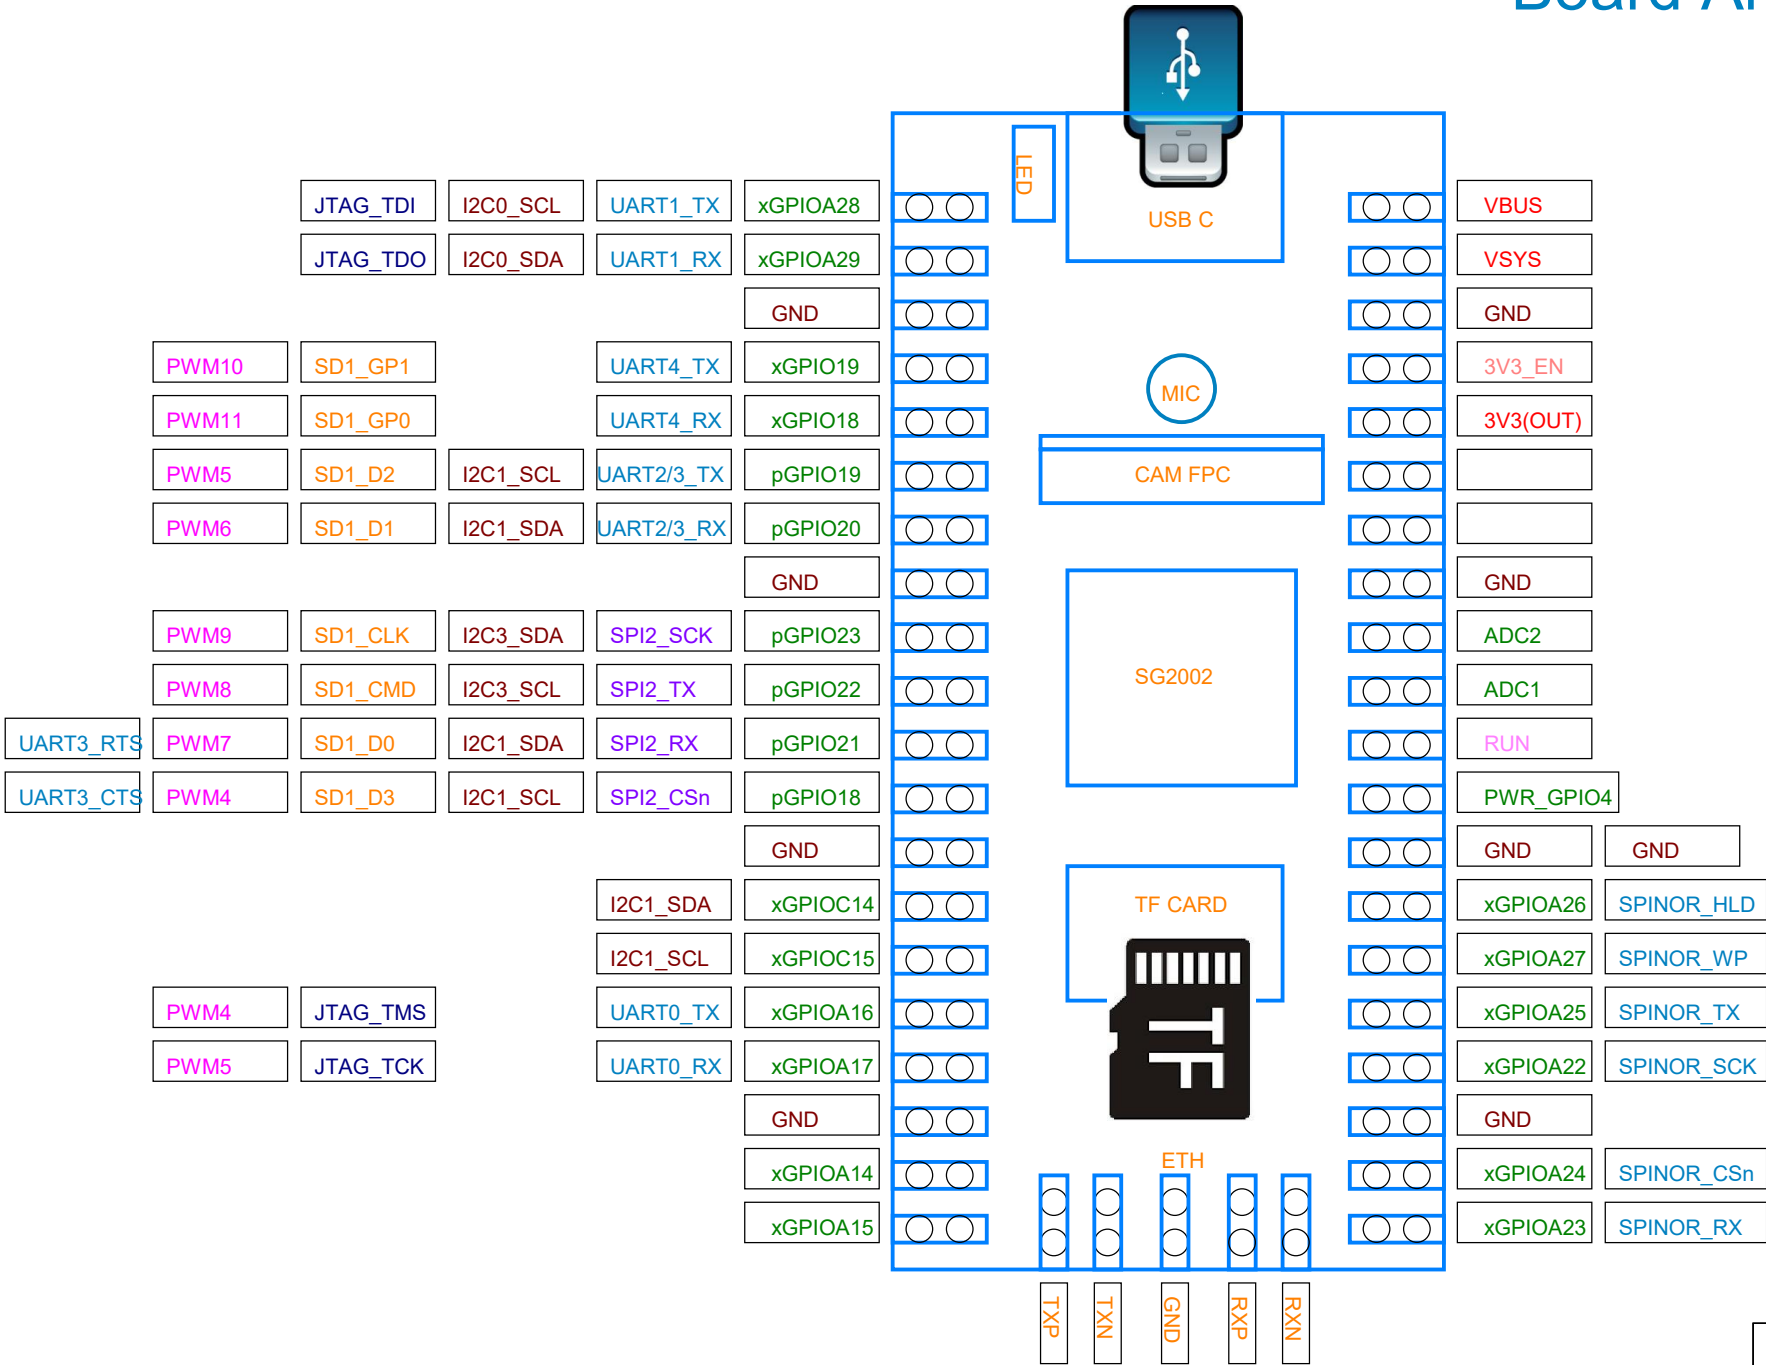 LED
USB C
JTAG_TDI I2C0_SCL UART1_TX xGPIOA28 VBUS
JTAG_TDO I2C0_SDA UART1_RX xGPIOA29 VSYS
GND GND
PWM10 SD1_GP1 UART4_TX xGPIO19 3V3_EN
MIC
PWM11 SD1_GP0 UART4_RX xGPIO18 3V3(OUT)
PWM5 SD1_D2 I2C1_SCL UART2/3_TX pGPIO19 CAM FPC
PWM6 SD1_D1 I2C1_SDA UART2/3_RX pGPIO20
GND GND
PWM9 SD1_CLK I2C3_SDA SPI2_SCK pGPIO23 ADC2
PWM8 SD1_CMD I2C3_SCL SPI2_TX pGPIO22 SG2002 ADC1
UART3_RTS PWM7 SD1_D0 I2C1_SDA SPI2_RX pGPIO21 RUN
UART3_CTS PWM4 SD1_D3 I2C1_SCL SPI2_CSn pGPIO18 PWR_GPIO4
GND GND GND
I2C1_SDA xGPIOC14 TF CARD xGPIOA26 SPINOR_HLD
I2C1_SCL xGPIOC15 xGPIOA27 SPINOR_WP
PWM4 JTAG_TMS UART0_TX xGPIOA16 xGPIOA25 SPINOR_TX
TF
PWM5 JTAG_TCK UART0_RX xGPIOA17 xGPIOA22 SPINOR_SCK
GND GND
ETH
xGPIOA14 xGPIOA24 SPINOR_CSn
xGPIOA15 xGPIOA23 SPINOR_RX
TXP TXN GND RXP RXN